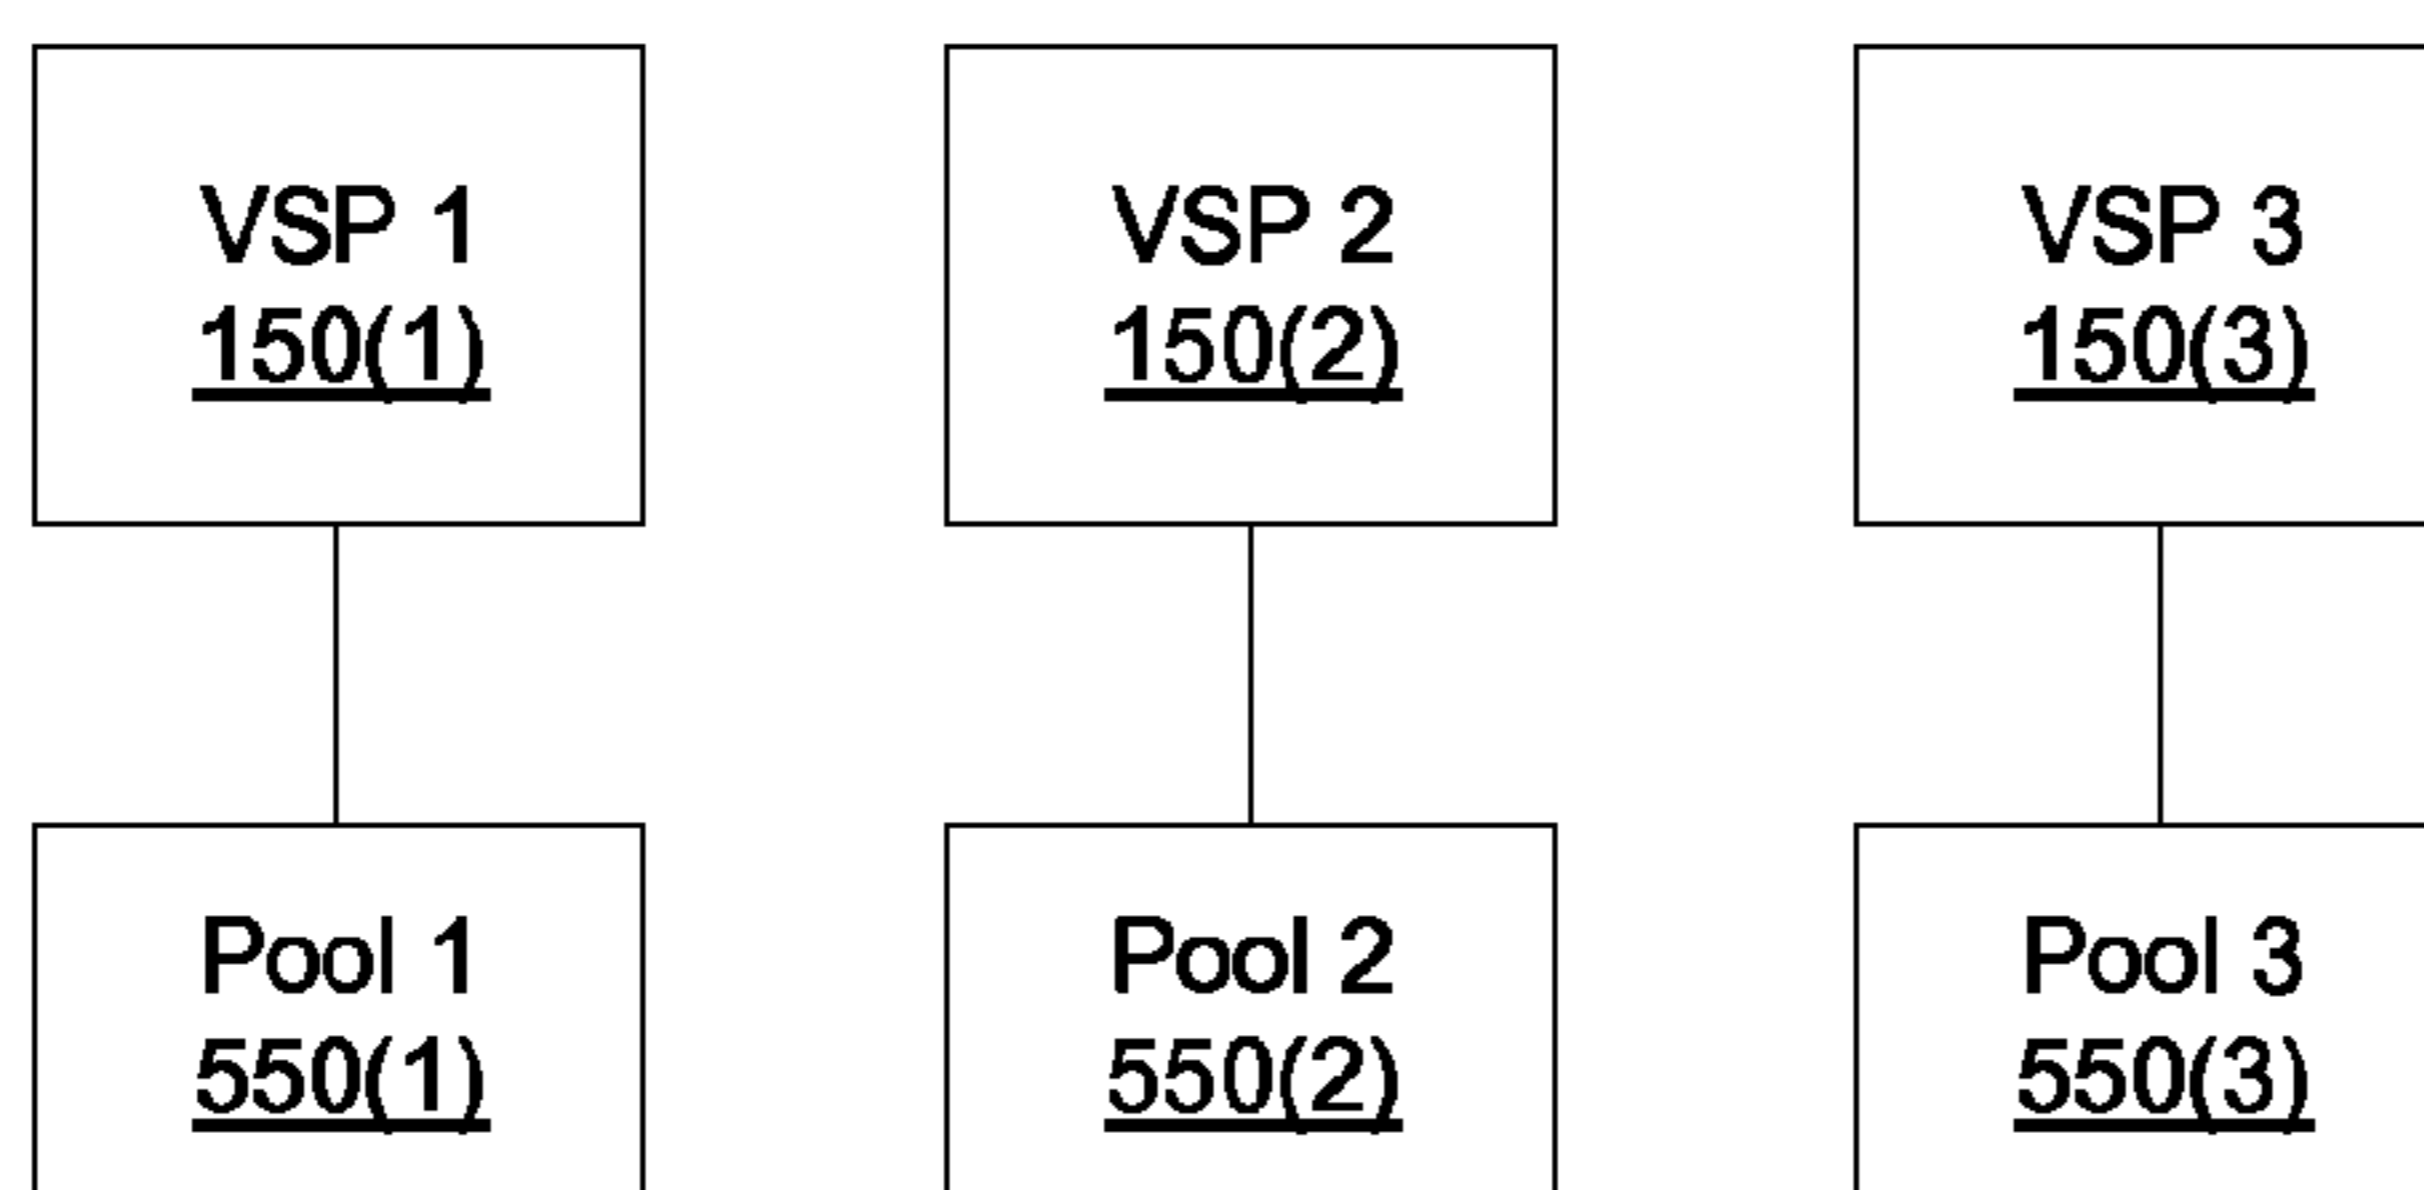 VSP 1
150(1)
VSP 2
150(2)
VSP 3
150(3)
Pool 1
550(1)
Pool 2
550(2)
Pool 3
550(3)